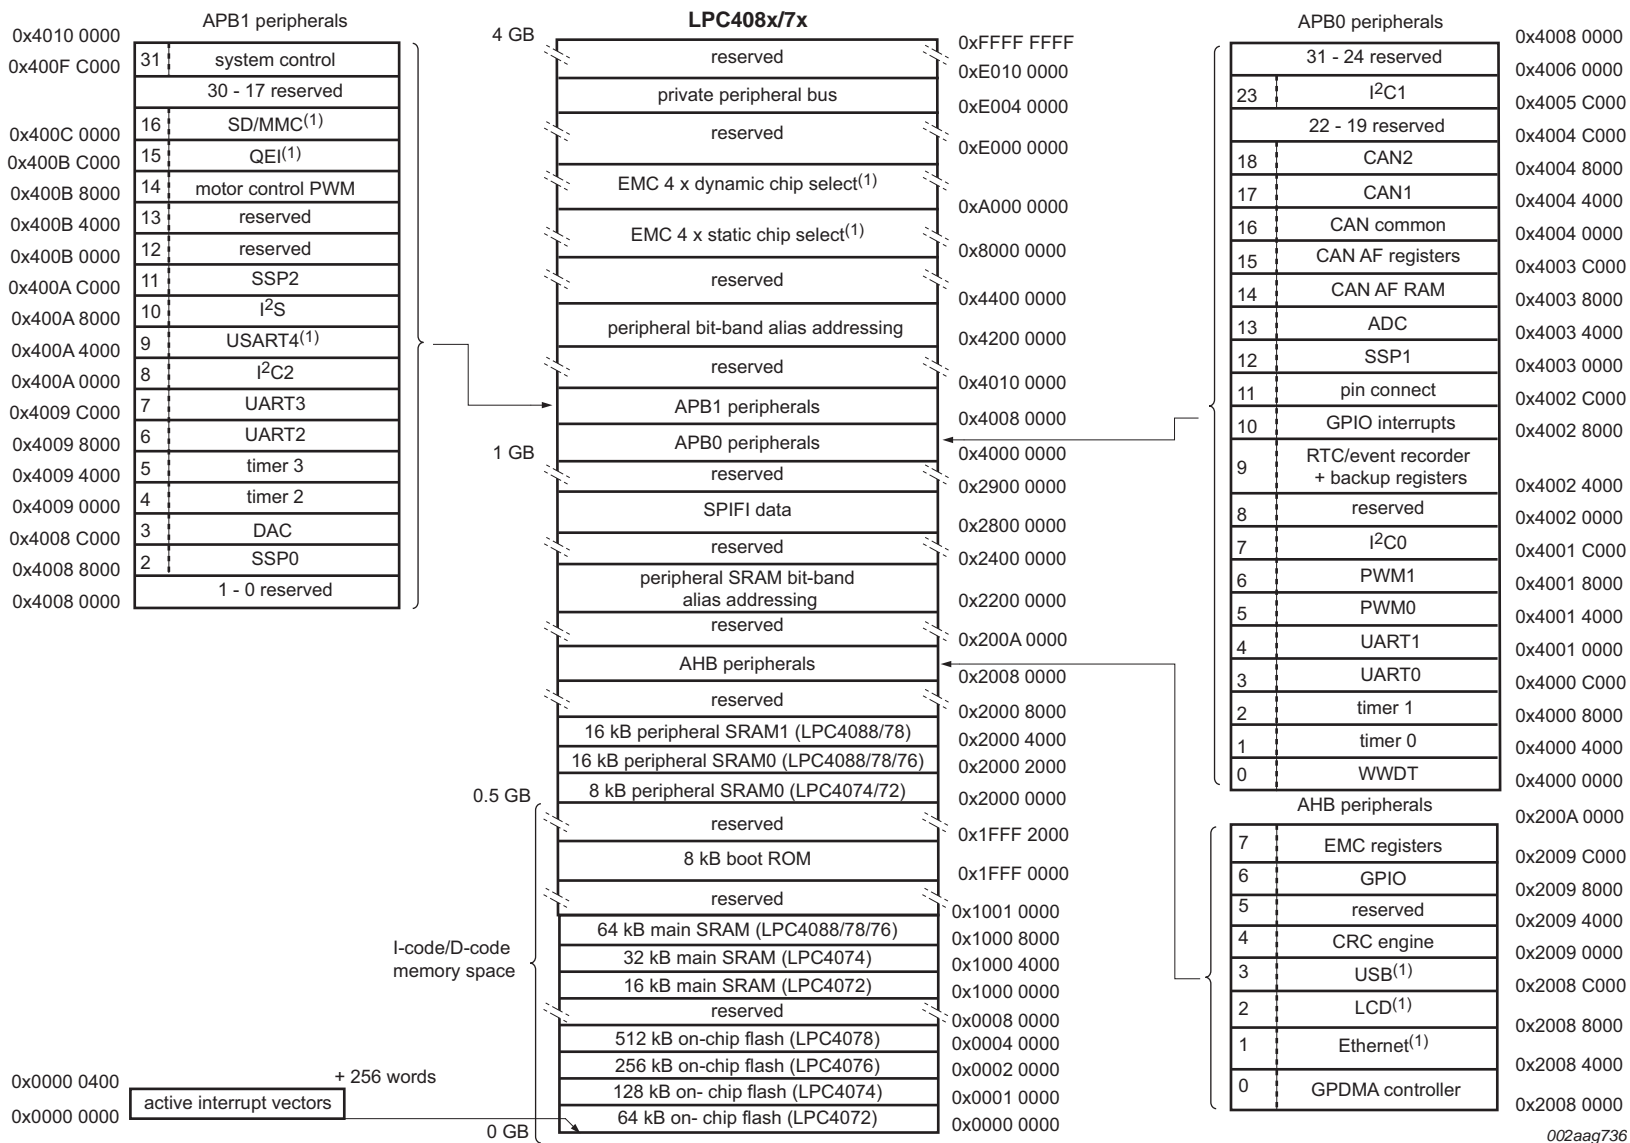 APB1 peripherals
0x4010 0000
31 system control
0x400F C000
30 - 17 reserved
0x400C 0000
16 SD/MMC(1)
0x400B C000
15 QEI(1)
0x400B 8000
14 motor control PWM
0x400B 4000
13 reserved
0x400B 0000
12 reserved
0x400A C000
11 SSP2
0x400A 8000
10 I2S
0x400A 4000
9 USART4(1)
0x400A 0000
8 I2C2
0x4009 C000
7 UART3
0x4009 8000
6 UART2
0x4009 4000
5 timer 3
0x4009 0000
4 timer 2
0x4008 C000
3 DAC
0x4008 8000
2 SSP0
1 - 0 reserved
0x4008 0000
LPC408x/7x
4 GB
0xFFFF FFFF
reserved
0xE010 0000
private peripheral bus
0xE004 0000
reserved
0xE000 0000
EMC 4 x dynamic chip select(1)
0xA000 0000
EMC 4 x static chip select(1)
0x8000 0000
reserved
0x4400 0000
peripheral bit-band alias addressing
0x4200 0000
reserved
0x4010 0000
APB1 peripherals
0x4008 0000
APB0 peripherals
1 GB
0x4000 0000
reserved
0x2900 0000
SPIFI data
0x2800 0000
reserved
0x2400 0000
peripheral SRAM bit-band
alias addressing
0x2200 0000
reserved
0x200A 0000
AHB peripherals
0x2008 0000
reserved
0x2000 8000
16 kB peripheral SRAM1 (LPC4088/78)
0x2000 4000
16 kB peripheral SRAM0 (LPC4088/78/76)
0x2000 2000
8 kB peripheral SRAM0 (LPC4074/72)
0.5 GB
0x2000 0000
reserved
0x1FFF 2000
8 kB boot ROM
0x1FFF 0000
reserved
0x1001 0000
64 kB main SRAM (LPC4088/78/76)
0x1000 8000
32 kB main SRAM (LPC4074)
0x1000 4000
16 kB main SRAM (LPC4072)
0x1000 0000
reserved
0x0008 0000
512 kB on-chip flash (LPC4078)
0x0004 0000
256 kB on-chip flash (LPC4076)
0x0002 0000
128 kB on- chip flash (LPC4074)
0x0001 0000
64 kB on- chip flash (LPC4072)
0 GB
0x0000 0000
I-code/D-code
memory space
0x0000 0400
+ 256 words
active interrupt vectors
0x0000 0000
APB0 peripherals
0x4008 0000
31 - 24 reserved
0x4006 0000
23 I2C1
0x4005 C000
22 - 19 reserved
0x4004 C000
18 CAN2
0x4004 8000
17 CAN1
0x4004 4000
16 CAN common
0x4004 0000
15 CAN AF registers
0x4003 C000
14 CAN AF RAM
0x4003 8000
13 ADC
0x4003 4000
12 SSP1
0x4003 0000
11 pin connect
0x4002 C000
10 GPIO interrupts
0x4002 8000
9 RTC/event recorder
+ backup registers
0x4002 4000
8 reserved
0x4002 0000
7 I2C0
0x4001 C000
6 PWM1
0x4001 8000
5 PWM0
0x4001 4000
4 UART1
0x4001 0000
3 UART0
0x4000 C000
2 timer 1
0x4000 8000
1 timer 0
0x4000 4000
0 WWDT
0x4000 0000
AHB peripherals
0x200A 0000
7 EMC registers
0x2009 C000
6 GPIO
0x2009 8000
5 reserved
0x2009 4000
4 CRC engine
0x2009 0000
3 USB(1)
0x2008 C000
2 LCD(1)
0x2008 8000
1 Ethernet(1)
0x2008 4000
0 GPDMA controller
0x2008 0000
002aag736